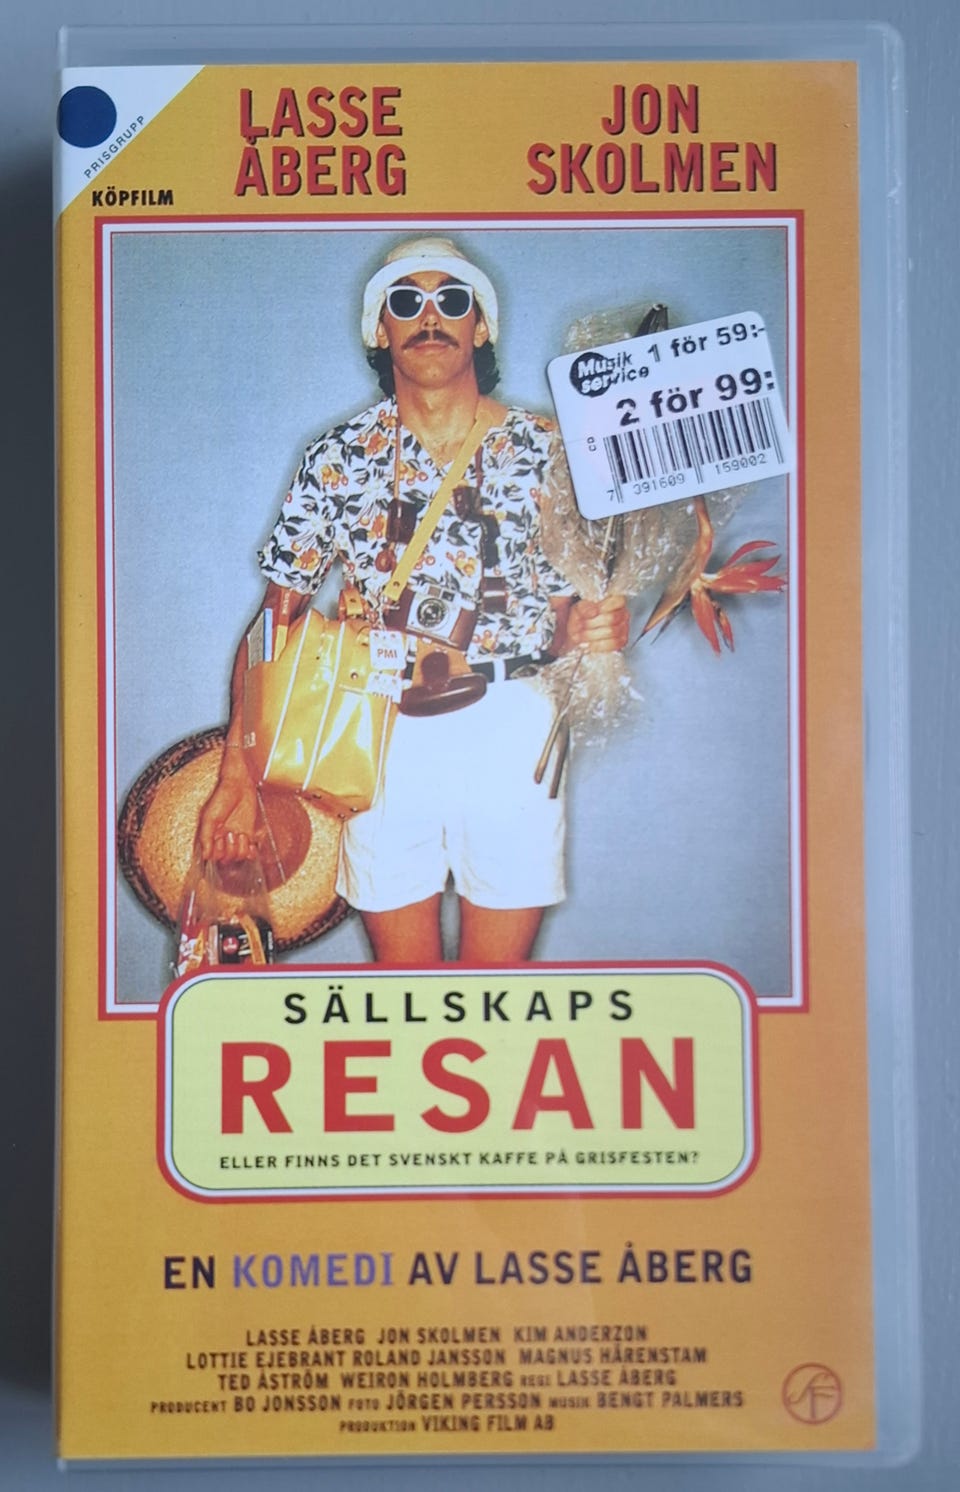 PRISGRUPP
KÖPFILM
LASSE
ÅBERG
JON
SKOLMEN
Musik
service
1 för 59:-
2 för 99:-
CD
7 391609 159002
PMI
SÄLLSKAPS
RESAN
ELLER FINNS DET SVENSKT KAFFE PÅ GRISFESTEN?
EN KOMEDI AV LASSE ÅBERG
LASSE ÅBERG JON SKOLMEN KIM ANDERZON
LOTTIE EJEBRANT ROLAND JANSSON MAGNUS HÄRENSTAM
TED ÅSTRÖM WEIRON HOLMBERG REGI LASSE ÅBERG
PRODUCENT BO JONSSON FOTO JÖRGEN PERSSON MUSIK BENGT PALMERS
PRODUKTION VIKING FILM AB
SF